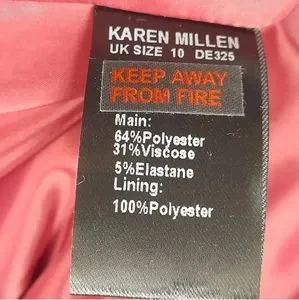 KAREN MILLEN
UK SIZE 10 DE325
KEEP AWAY
FROM FIRE
Main:
64%Polyester
31%Viscose
5%Elastane
Lining:
100%Polyester